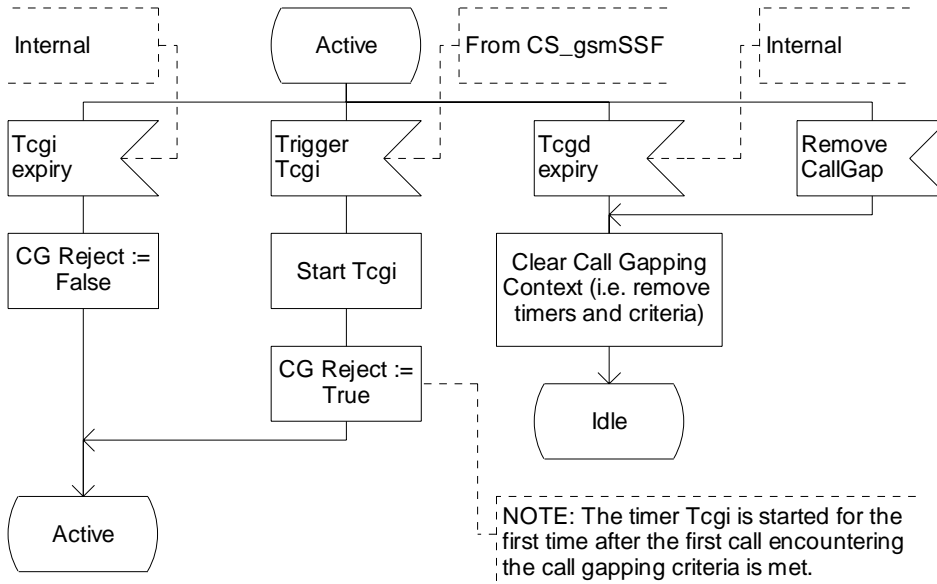 Internal
Active
From CS_gsmSSF
Internal
Tcgi
expiry
Trigger
Tcgi
Tcgd
expiry
Remove
CallGap
CG Reject :=
False
Start Tcgi
Clear Call Gapping
Context (i.e. remove
timers and criteria)
CG Reject :=
True
Idle
Active
NOTE: The timer Tcgi is started for the
first time after the first call encountering
the call gapping criteria is met.